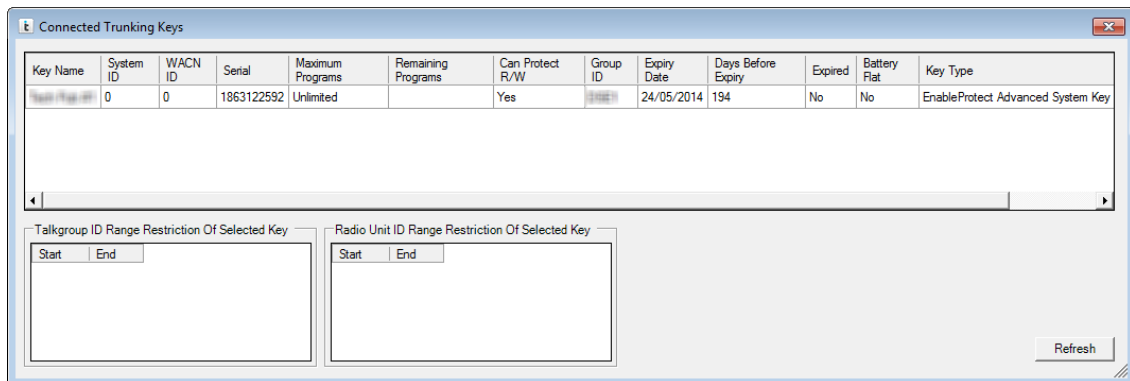 Connected Trunking Keys
Key Name System ID WACN ID Serial Maximum Programs Remaining Programs Can Protect R/W Group ID Expiry Date Days Before Expiry Expired Battery Flat Key Type
0 0 1863122592 Unlimited Yes 24/05/2014 194 No No EnableProtect Advanced System Key
Talkgroup ID Range Restriction Of Selected Key Radio Unit ID Range Restriction Of Selected Key
Start End Start End
Refresh